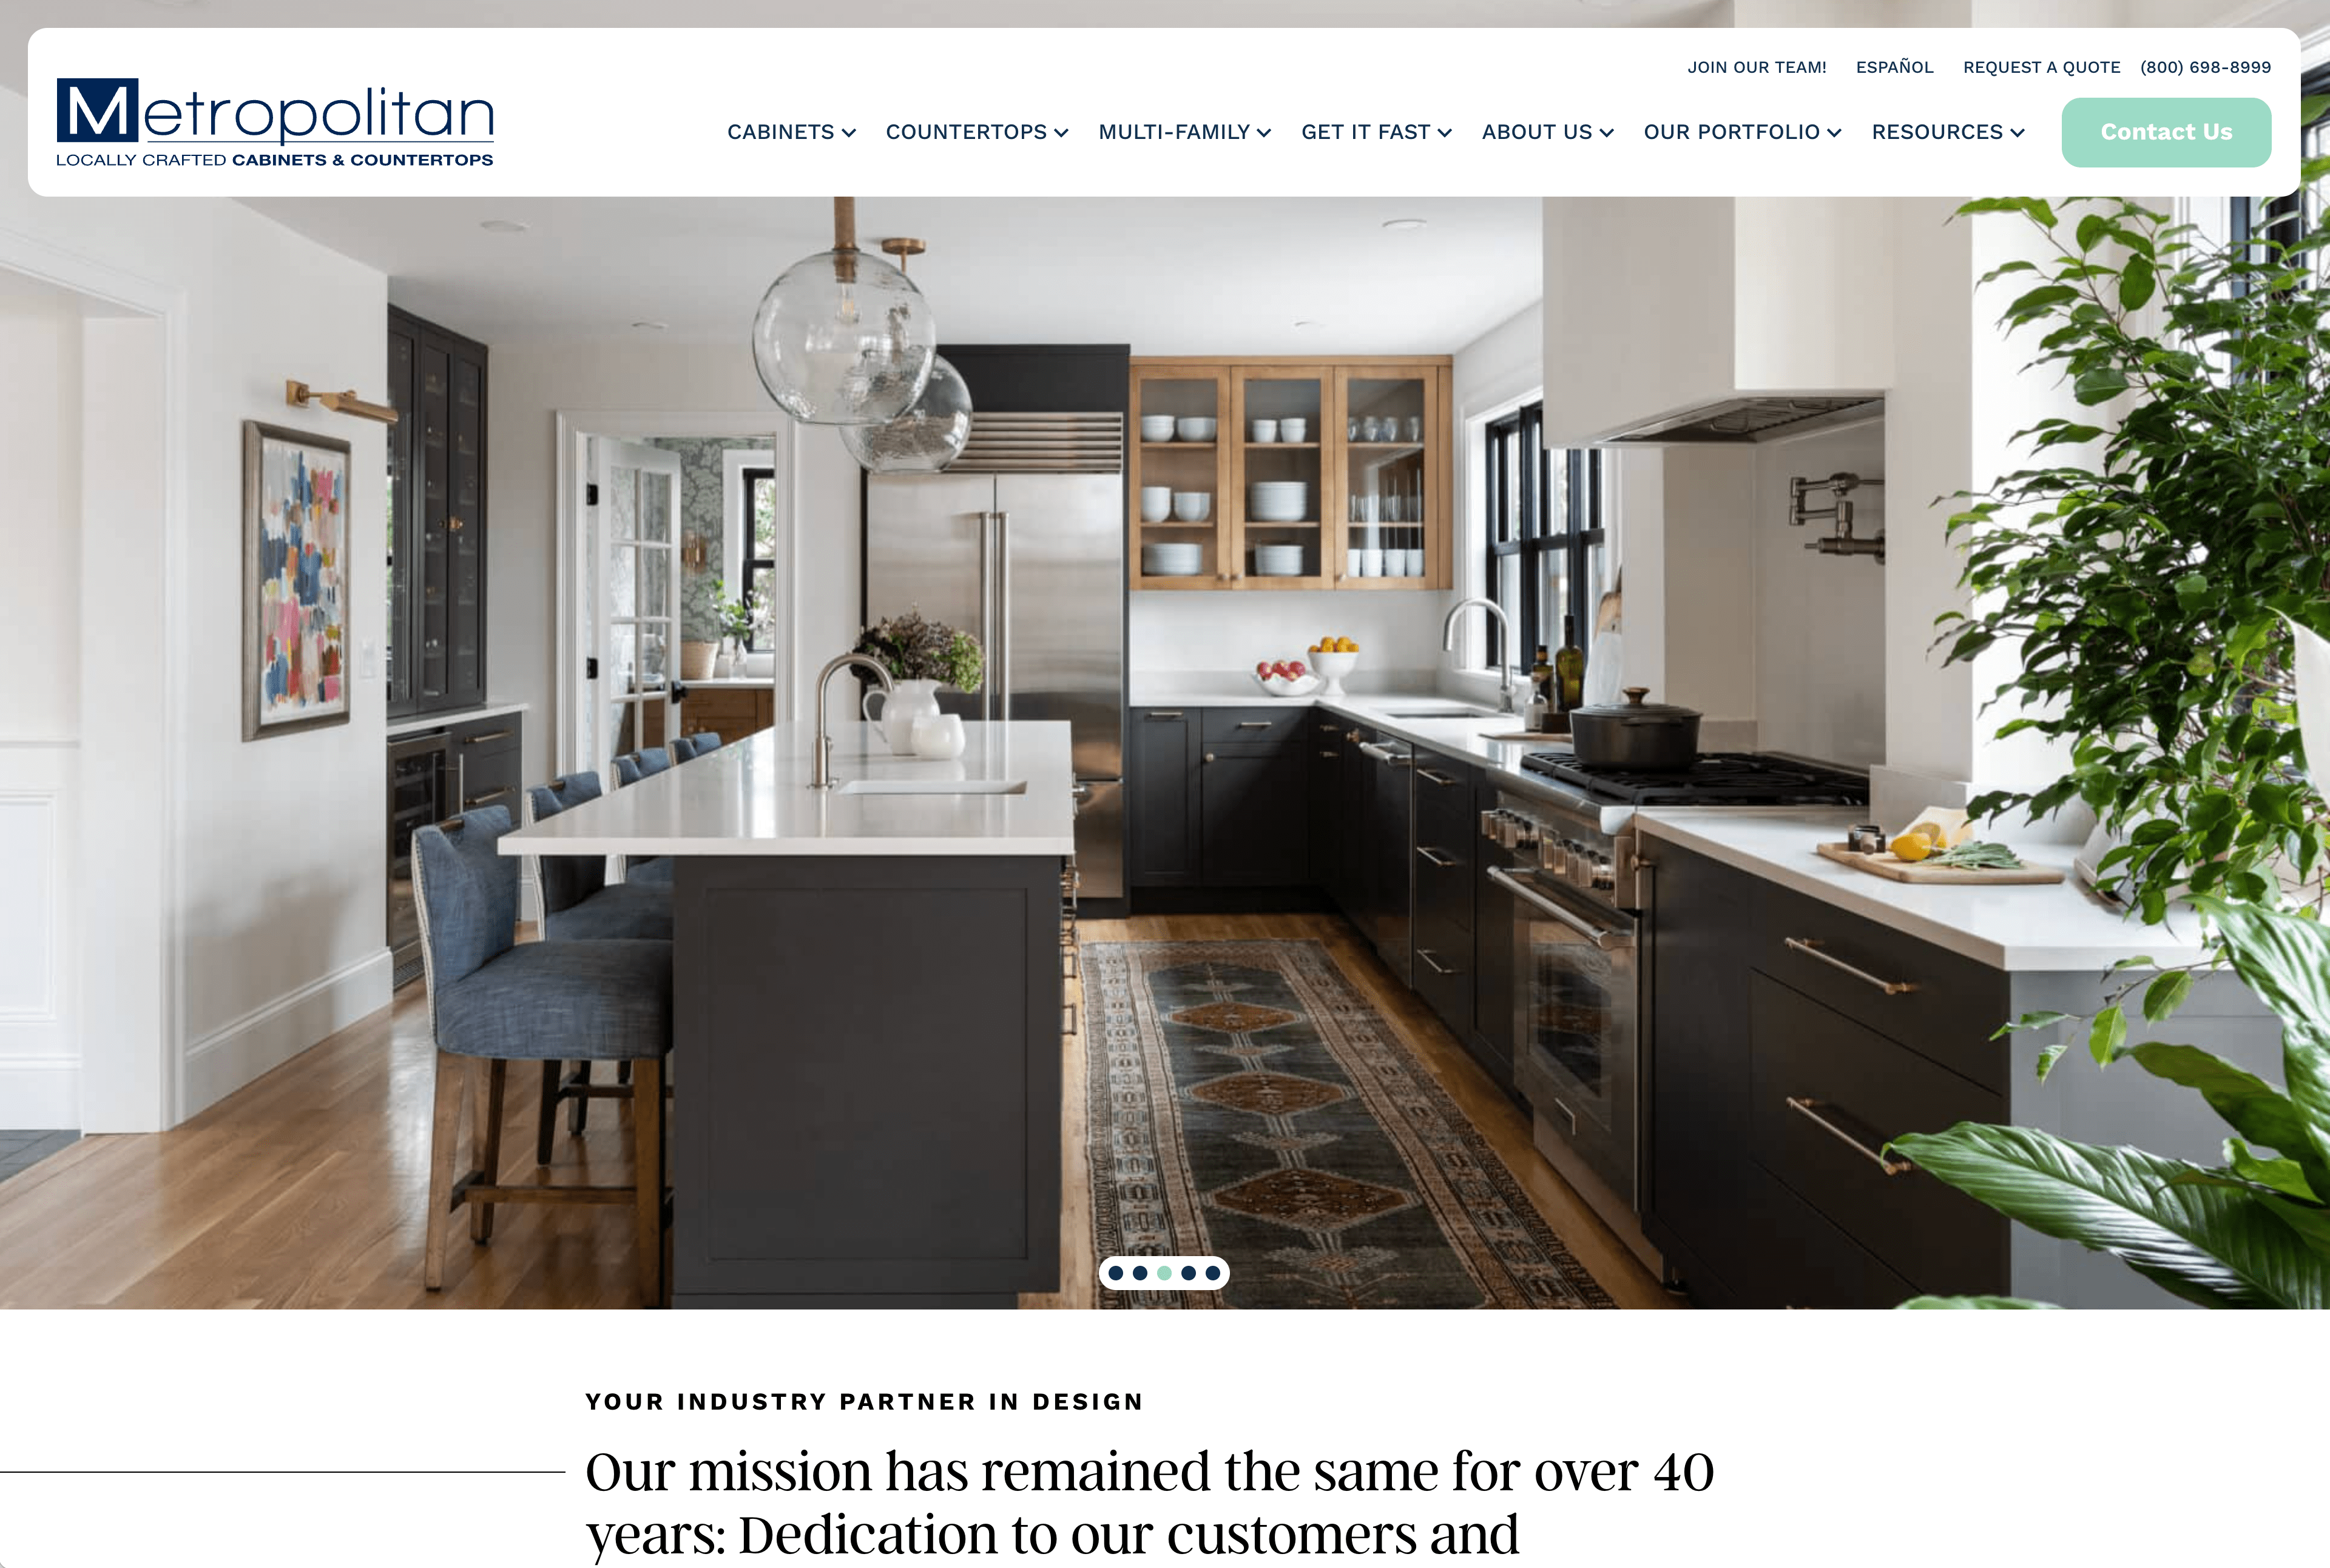 JOIN OUR TEAM! ESPAÑOL REQUEST A QUOTE (800) 698-8999
Metropolitan
LOCALLY CRAFTED CABINETS & COUNTERTOPS
CABINETS COUNTERTOPS MULTI-FAMILY GET IT FAST ABOUT US OUR PORTFOLIO RESOURCES Contact Us
YOUR INDUSTRY PARTNER IN DESIGN
Our mission has remained the same for over 40
years: Dedication to our customers and